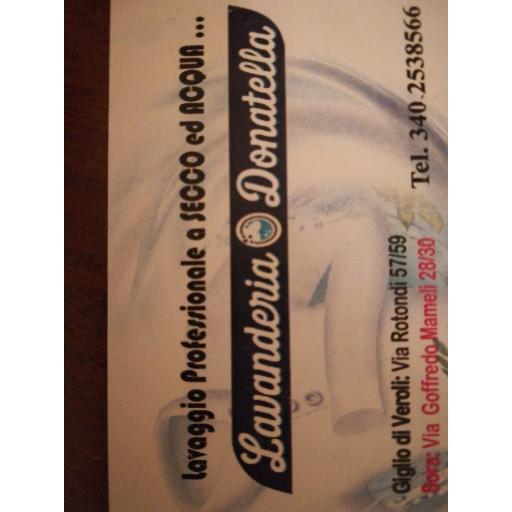 Lavaggio Professionale a SECCO ed ACQUA ...
Lavanderia Donatella
Giglio di Veroli: Via Rotondi 57/59
Sora: Via Goffredo Mameli 28/30
Tel. 340-2538566